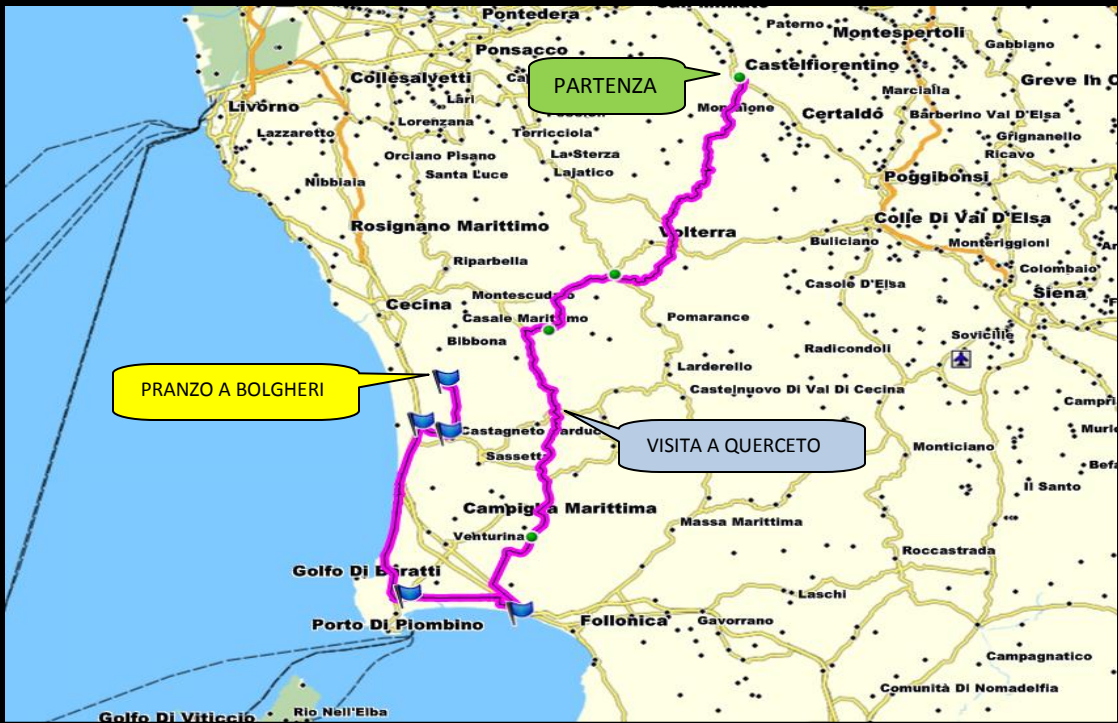 Pontedera
Paterno
Montespertoli
Gabbiano
Ponsacco
Castelfiorentino
Collesalvetti
PARTENZA
Greve In C
Marcialla
Livorno
Lari
Certaldo
Barberino Val D'Elsa
Lazzaretto
Lorenzana
Terricciola
Grignanello
Orciano Pisano
La Sterza
Ricavo
Nibbiaia
Santa Luce
Lajatico
Poggibonsi
Rosignano Marittimo
Volterra
Colle Di Val D'Elsa
Buliciano
Monteriggioni
Riparbella
Colombaio
Casole D'Elsa
Siena
Cecina
Casale Marittimo
Pomarance
Bibbona
Sovicille
Radicondoli
Larderello
PRANZO A BOLGHERI
Castelnuovo Di Val Di Cecina
Campri
Castagneto
VISITA A QUERCETO
Monticiano
Il Santo
Campiglia Marittima
Venturina
Massa Marittima
Roccastrada
Golfo Di Baratti
Laschi
Porto Di Piombino
Follonica
Gavorrano
Campagnatico
Comunità Di Nomadelfia
Golfo Di Viticcio
Rio Nell'Elba